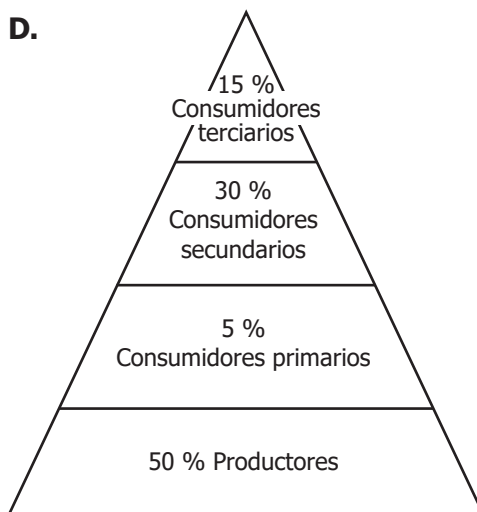 D.
15 %
Consumidores
terciarios
30 %
Consumidores
secundarios
5 %
Consumidores primarios
50 % Productores